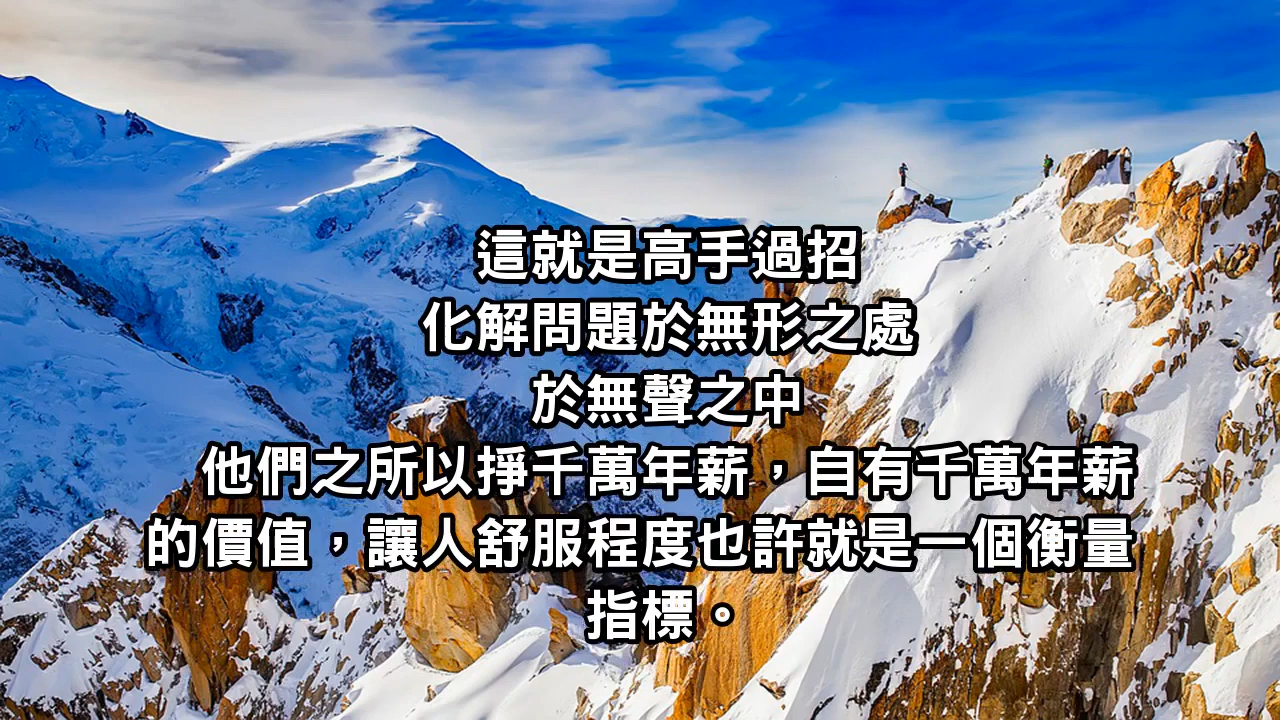 這就是高手過招
化解問題於無形之處
於無聲之中
他們之所以掙千萬年薪，自有千萬年薪
的價值，讓人舒服程度也許就是一個衡量
指標。